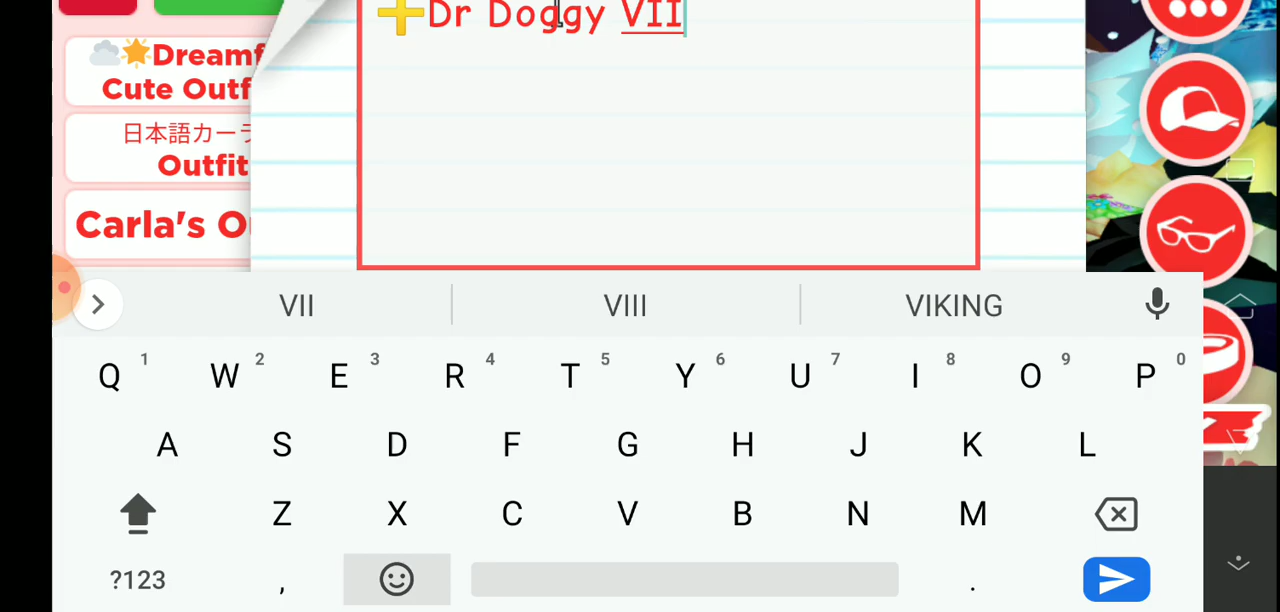 ➕Dr Doggy VII
☁️⭐Dreamf
Cute Outf
日本語カーラ
Outfit
Carla's O
VII VIII VIKING
Q 1 W 2 E 3 R 4 T 5 Y 6 U 7 I 8 O 9 P 0
A S D F G H J K L
Z X C V B N M
?123 , .